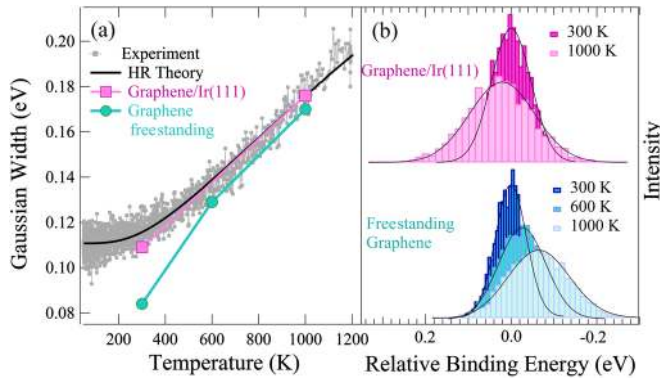 (a)
Experiment
HR Theory
Graphene/Ir(111)
Graphene
freestanding
Gaussian Width (eV)
0.20
0.18
0.16
0.14
0.12
0.10
0.08
200 400 600 800 1000 1200
Temperature (K)
(b)
300 K
1000 K
Graphene/Ir(111)
300 K
600 K
1000 K
Freestanding
Graphene
Intensity
0.2 0.0 -0.2
Relative Binding Energy (eV)